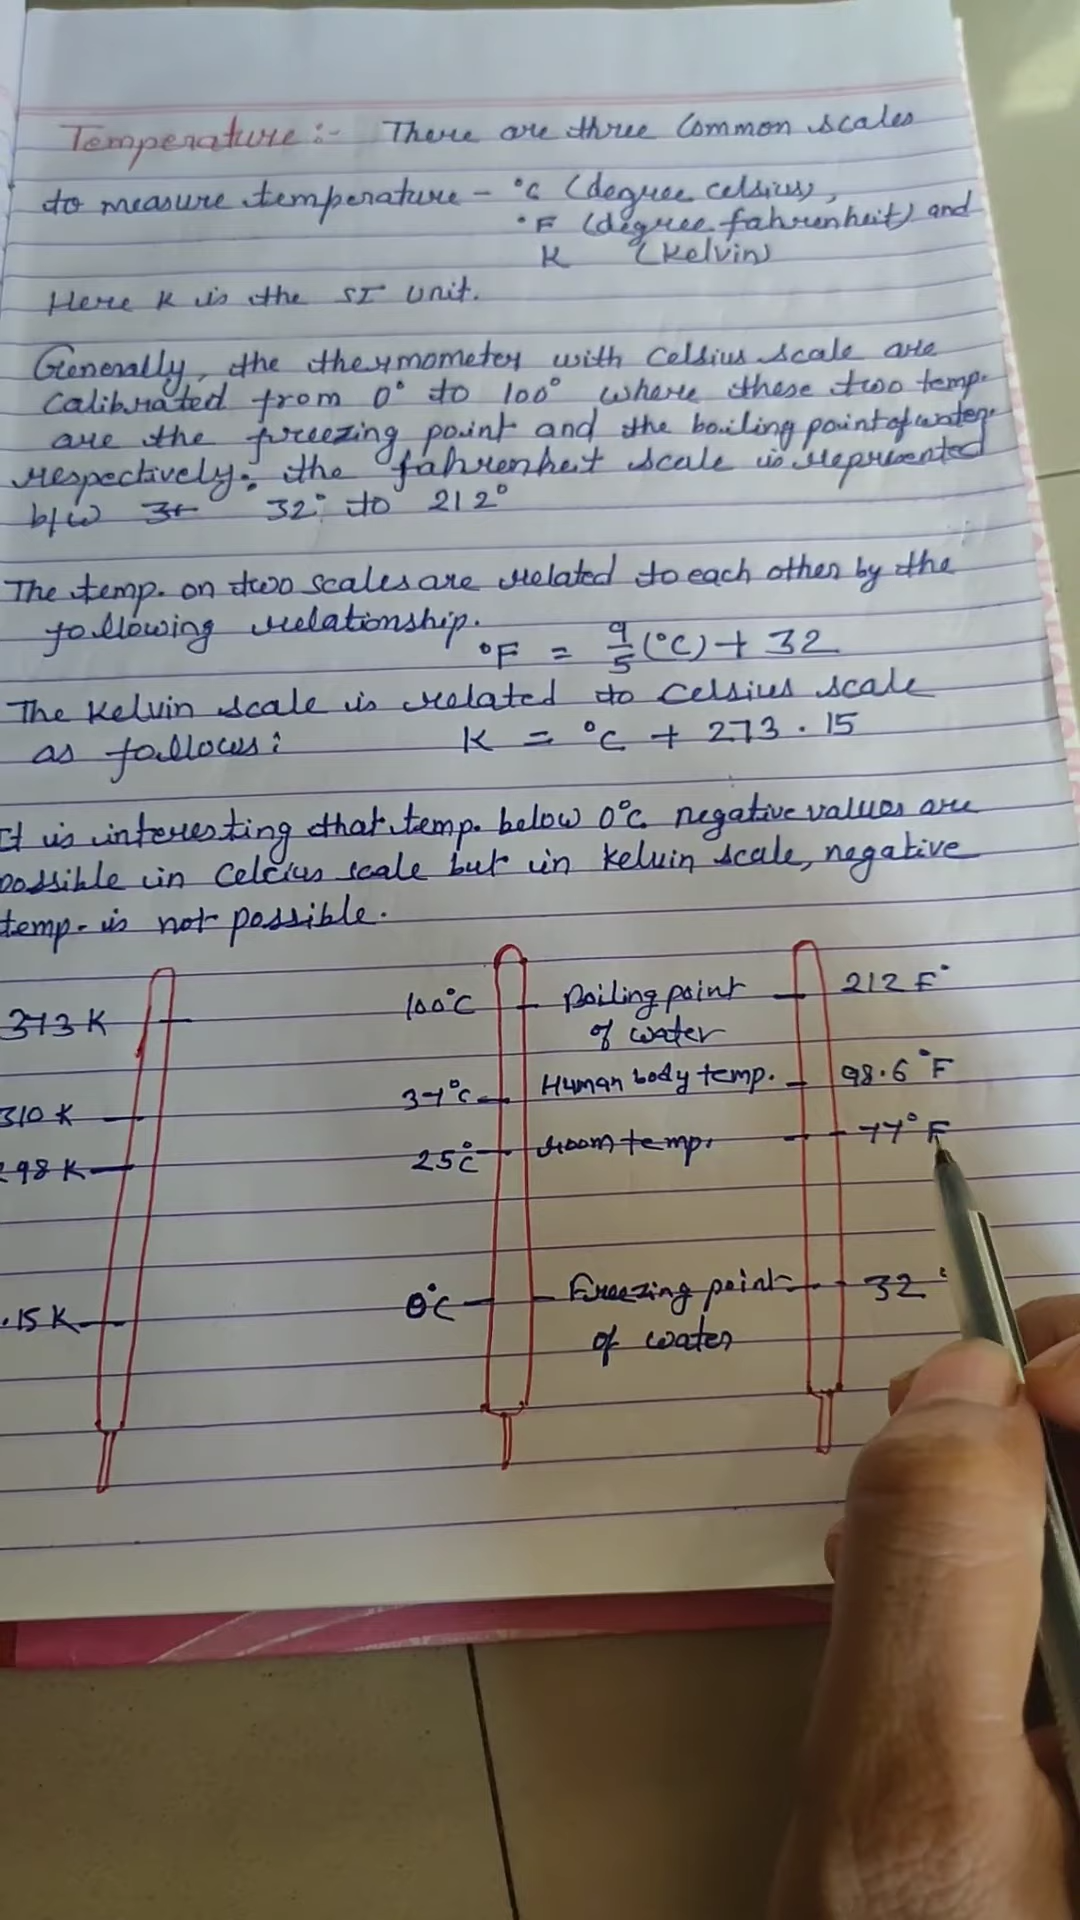 Temperature :- There are three Common scales
to measure temperature - °C (degree celsius),
°F (degree fahrenheit) and
K (Kelvin)
Here K is the SI Unit.
Generally, the thermometer with Celsius scale are
Calibrated from 0° to 100° where these two temp.
are the freezing point and the boiling point of water
respectively. the fahrenheit scale is represented
b/w 32° to 212°
The temp. on two scales are related to each other by the
following relationship.
°F = 9/5 (°C) + 32
The Kelvin scale is related to Celsius scale
as follows: K = °C + 273.15
It is interesting that temp. below 0°C negative values are
possible in Celcius scale but in Kelvin scale, negative
temp. is not possible.
373 K 100°C Boiling point 212 F°
of water
310 K 37°C Human body temp. 98.6°F
298 K 25°C room temp. 77°F
.15 K 0°C Freezing point 32°
of water